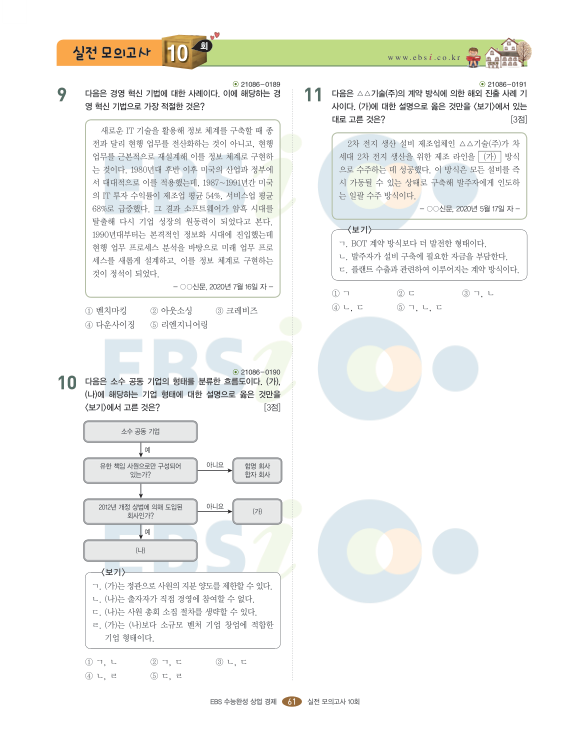 실전 모의고사 10 회
www.ebsi.co.kr
21086-0189
9 다음은 경영 혁신 기법에 대한 사례이다. 이에 해당하는 경
영 혁신 기법으로 가장 적절한 것은?
새로운 IT 기술을 활용해 정보 체계를 구축할 때 종
전과 달리 현행 업무를 전산화하는 것이 아니고, 현행
업무를 근본적으로 재설계해 이를 정보 체계로 구현하
는 것이다. 1990년대 후반 이후 미국의 산업과 정부에
서 대대적으로 이를 적용했는데, 1987~1991년간 미국
의 IT 투자 수익률이 제조업 평균 54%, 서비스업 평균
68%로 급증했다. 그 결과 소프트웨어가 암흑 시대를
탈출해 다시 기업 성장의 원동력이 되었다고 본다.
1990년대부터는 본격적인 정보화 시대에 진입했는데
현행 업무 프로세스 분석을 바탕으로 미래 업무 프로
세스를 새롭게 설계하고, 이를 정보 체계로 구현하는
것이 정석이 되었다.
- ○○신문, 2020년 7월 16일 자 -
① 벤치마킹 ② 아웃소싱 ③ 크레비즈
④ 다운사이징 ⑤ 리엔지니어링
21086-0190
10 다음은 소수 공동 기업의 형태를 분류한 흐름도이다. (가),
(나)에 해당하는 기업 형태에 대한 설명으로 옳은 것만을
<보기>에서 고른 것은? [3점]
소수 공동 기업
예
유한 책임 사원으로만 구성되어
있는가?
아니요
합명 회사
합자 회사
2012년 개정 상법에 의해 도입된
회사인가?
아니요
(가)
예
(나)
<보기>
ㄱ. (가)는 정관으로 사원의 지분 양도를 제한할 수 있다.
ㄴ. (나)는 출자자가 직접 경영에 참여할 수 없다.
ㄷ. (나)는 사원 총회 소집 절차를 생략할 수 있다.
ㄹ. (가)는 (나)보다 소규모 벤처 기업 창업에 적합한
기업 형태이다.
① ㄱ, ㄴ ② ㄱ, ㄷ ③ ㄴ, ㄷ
④ ㄴ, ㄹ ⑤ ㄷ, ㄹ
21086-0191
11 다음은 △△기술(주)의 계약 방식에 의한 해외 진출 사례 기
사이다. (가)에 대한 설명으로 옳은 것만을 <보기>에서 있는
대로 고른 것은? [3점]
2차 전지 생산 설비 제조업체인 △△기술(주)가 차
세대 2차 전지 생산을 위한 제조 라인을 (가) 방식
으로 수주하는 데 성공했다. 이 방식은 모든 설비를 즉
시 가동될 수 있는 상태로 구축해 발주자에게 인도하
는 일괄 수주 방식이다.
- ○○신문, 2020년 5월 17일 자 -
<보기>
ㄱ. BOT 계약 방식보다 더 발전한 형태이다.
ㄴ. 발주자가 설비 구축에 필요한 자금을 부담한다.
ㄷ. 플랜트 수출과 관련하여 이루어지는 계약 방식이다.
① ㄱ ② ㄷ ③ ㄱ, ㄴ
④ ㄴ, ㄷ ⑤ ㄱ, ㄴ, ㄷ
EBSi
EBSi
EBS 수능완성 상업 경제 61 실전 모의고사 10회